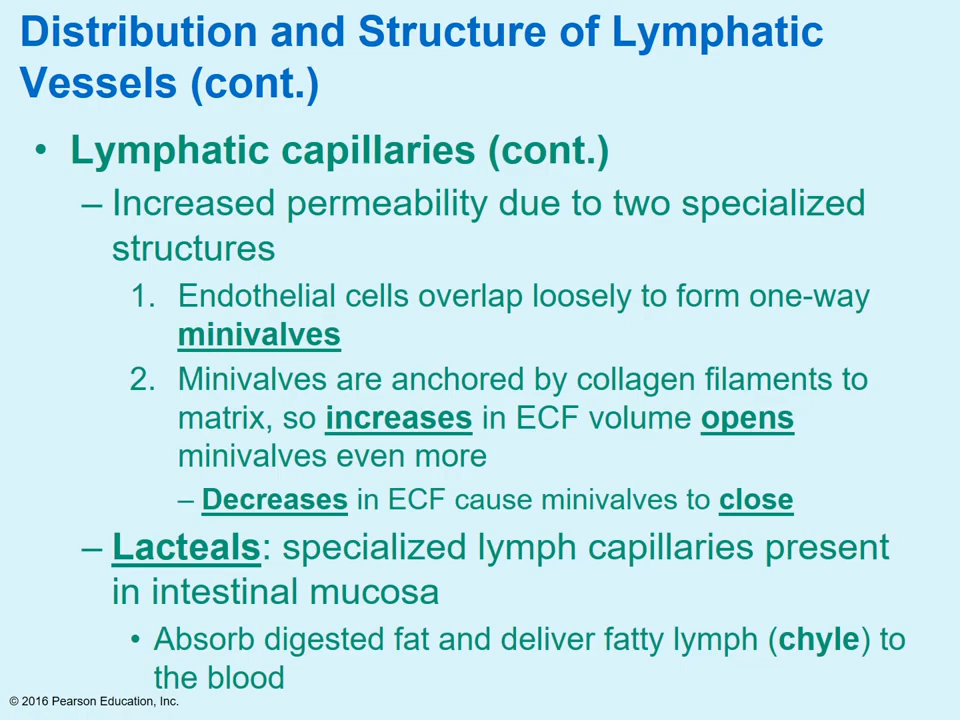 Distribution and Structure of Lymphatic
Vessels (cont.)
• Lymphatic capillaries (cont.)
– Increased permeability due to two specialized
structures
1. Endothelial cells overlap loosely to form one-way
minivalves
2. Minivalves are anchored by collagen filaments to
matrix, so increases in ECF volume opens
minivalves even more
– Decreases in ECF cause minivalves to close
– Lacteals: specialized lymph capillaries present
in intestinal mucosa
• Absorb digested fat and deliver fatty lymph (chyle) to
the blood
© 2016 Pearson Education, Inc.